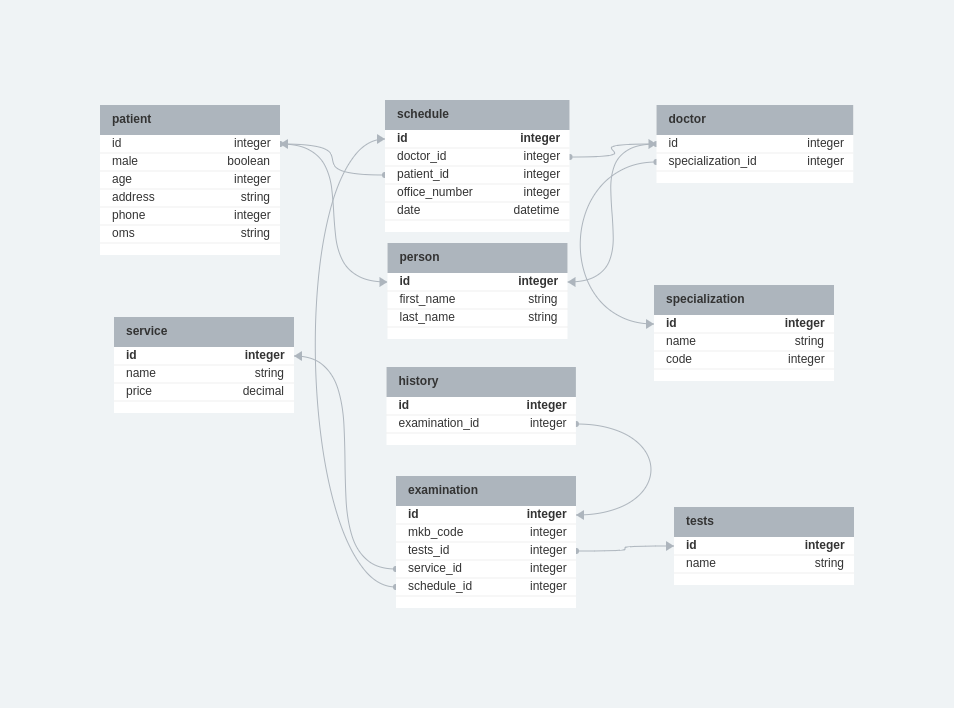 patient
id integer
male boolean
age integer
address string
phone integer
oms string
schedule
id integer
doctor_id integer
patient_id integer
office_number integer
date datetime
doctor
id integer
specialization_id integer
person
id integer
first_name string
last_name string
specialization
id integer
name string
code integer
service
id integer
name string
price decimal
history
id integer
examination_id integer
examination
id integer
mkb_code integer
tests_id integer
service_id integer
schedule_id integer
tests
id integer
name string